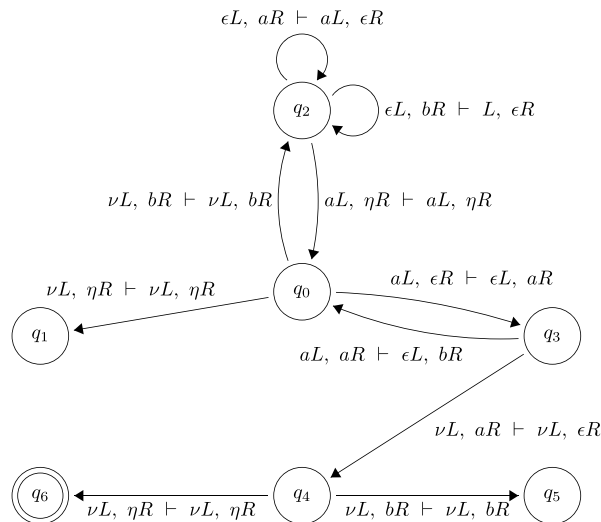 ϵL, aR ⊢ aL, ϵR
q₂
ϵL, bR ⊢ L, ϵR
νL, bR ⊢ νL, bR
aL, ηR ⊢ aL, ηR
νL, ηR ⊢ νL, ηR
q₀
aL, ϵR ⊢ ϵL, aR
q₁
q₃
aL, aR ⊢ ϵL, bR
νL, aR ⊢ νL, ϵR
q₆
q₄
q₅
νL, ηR ⊢ νL, ηR
νL, bR ⊢ νL, bR